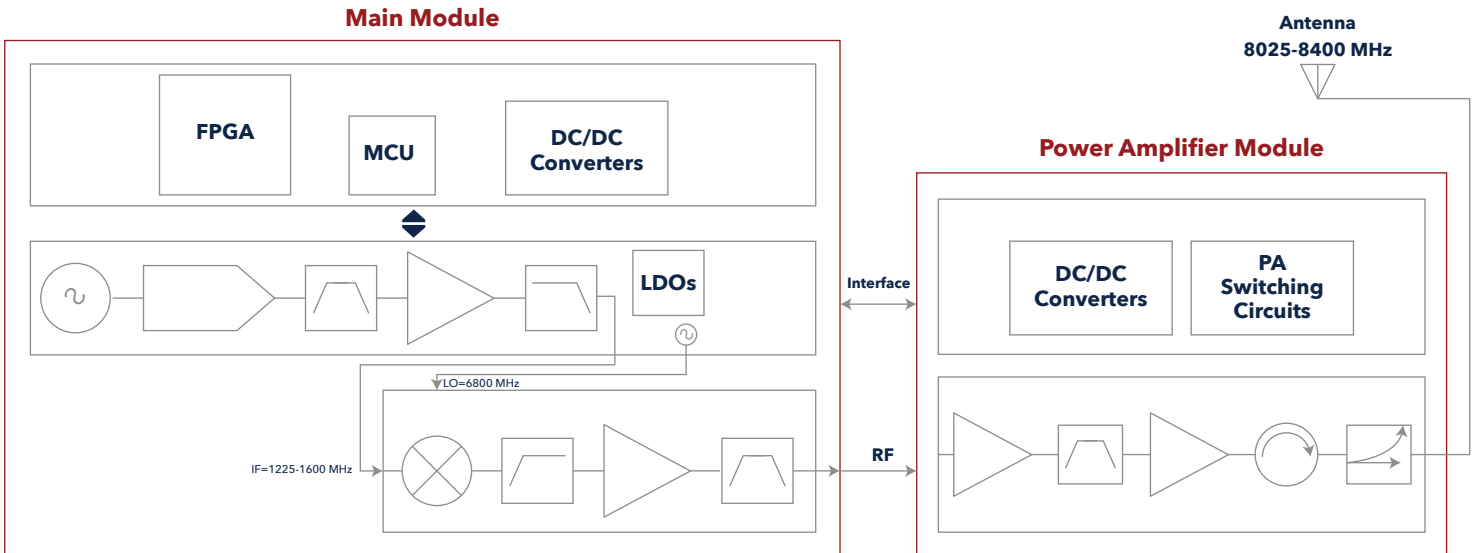 Main Module
Antenna
8025-8400 MHz
FPGA
MCU
DC/DC
Converters
Power Amplifier Module
LDOs
Interface
DC/DC
Converters
PA
Switching
Circuits
LO=6800 MHz
IF=1225-1600 MHz
RF